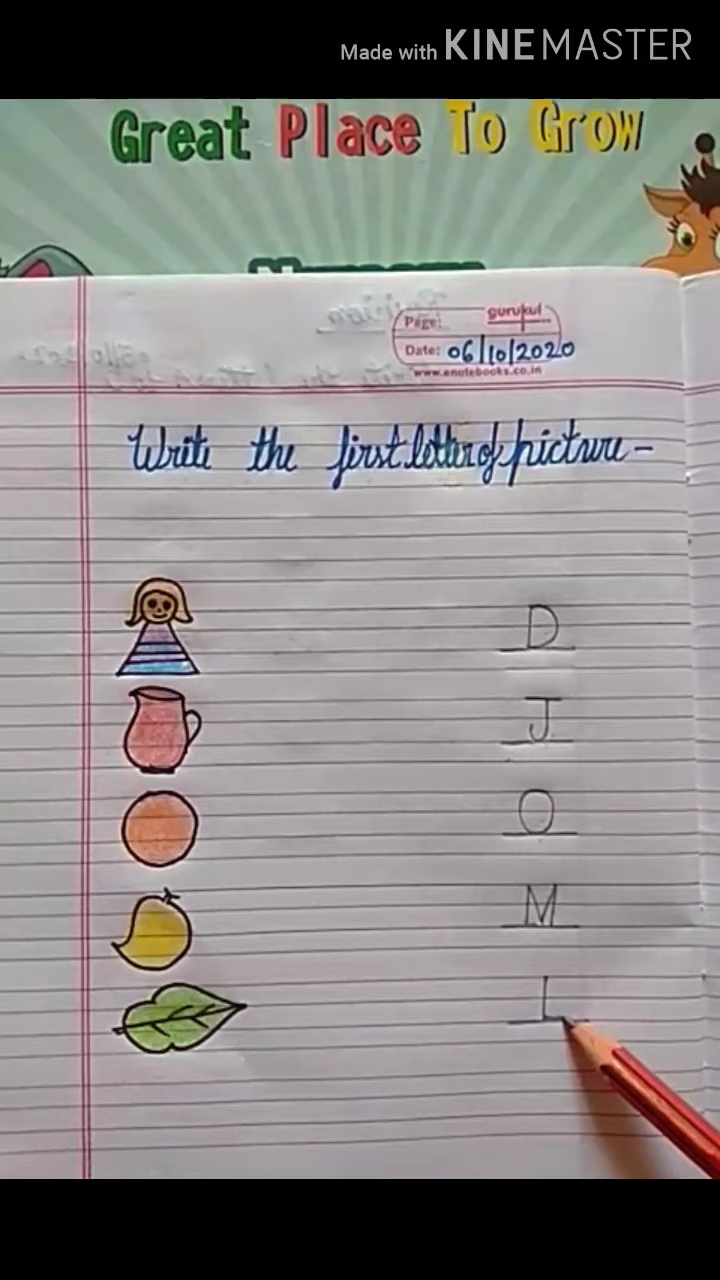 Made with KINEMASTER
Great Place To Grow
Page:
gurukul
Date: 06/10/2020
www.enotebooks.co.in
Write the first letter of picture-
D
J
O
M
L